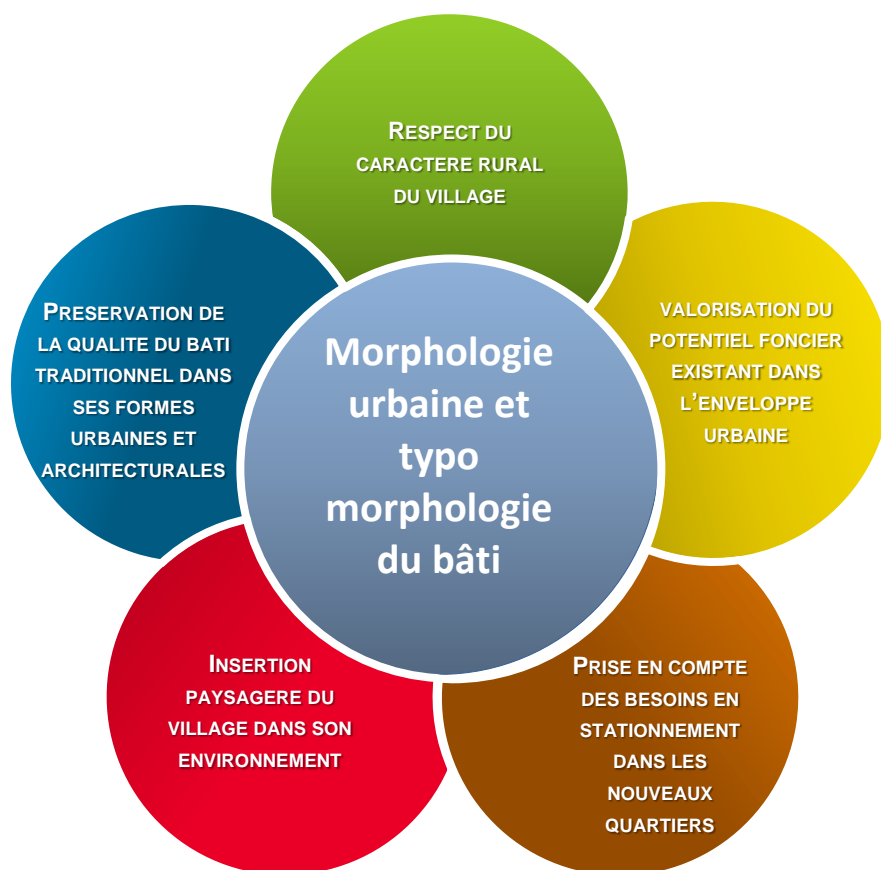 RESPECT DU
CARACTERE RURAL
DU VILLAGE
VALORISATION DU
POTENTIEL FONCIER
EXISTANT DANS
L'ENVELOPPE
URBAINE
PRISE EN COMPTE
DES BESOINS EN
STATIONNEMENT
DANS LES
NOUVEAUX
QUARTIERS
INSERTION
PAYSAGERE DU
VILLAGE DANS SON
ENVIRONNEMENT
PRESERVATION DE
LA QUALITE DU BATI
TRADITIONNEL DANS
SES FORMES
URBAINES ET
ARCHITECTURALES
Morphologie
urbaine et
typo
morphologie
du bâti